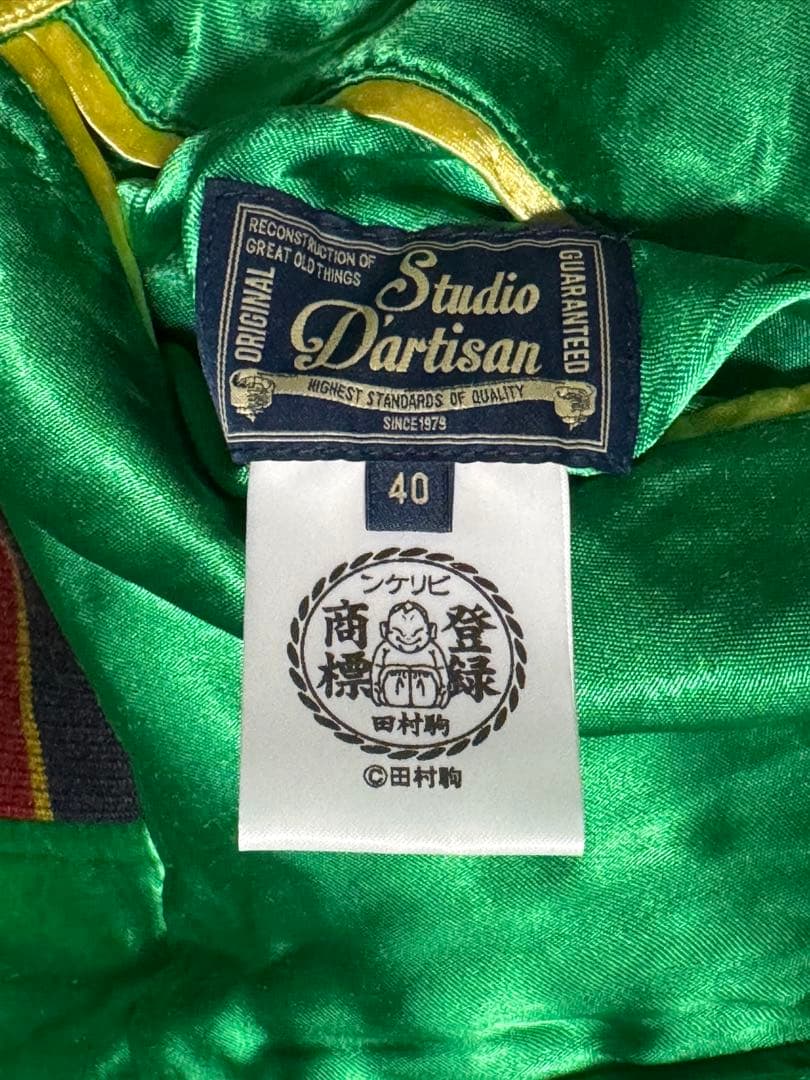 RECONSTRUCTION OF
GREAT OLD THINGS
ORIGINAL
Studio
D'artisan
GUARANTEED
HIGHEST STANDARDS OF QUALITY
SINCE 1979
40
ンケリビ
登録
商標
田村駒
©田村駒